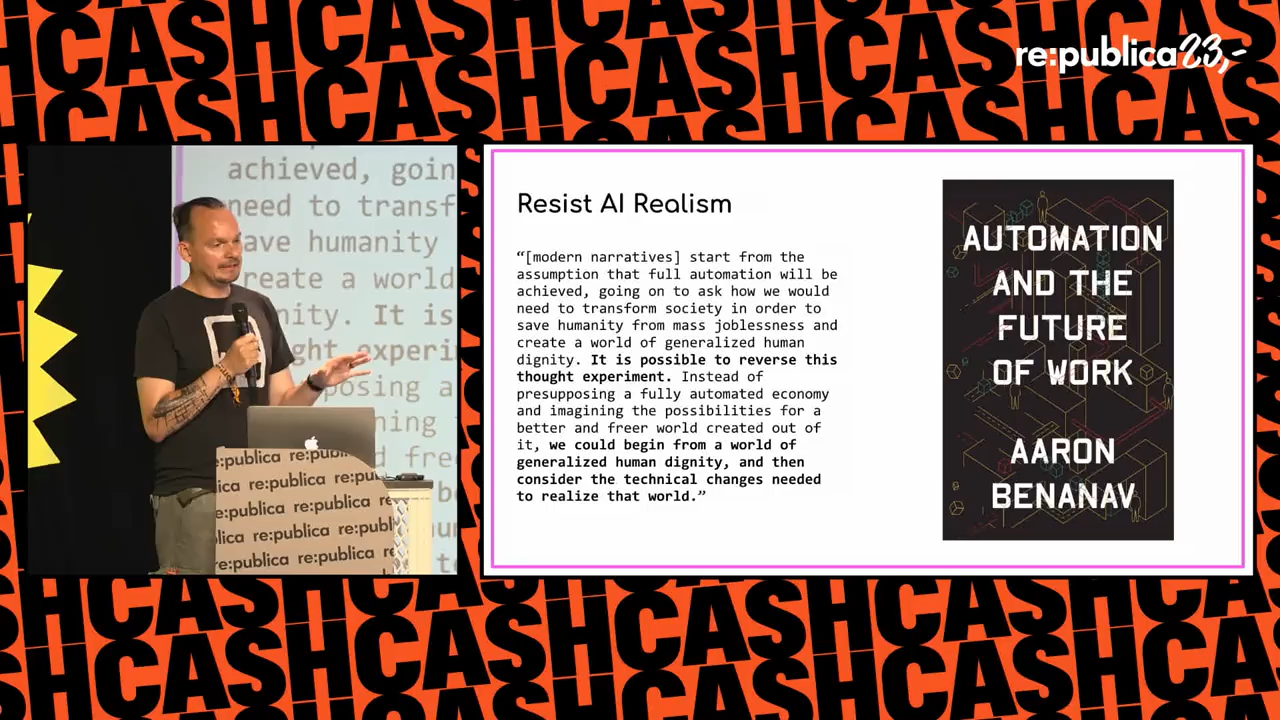 CASHCASHCASHCASH
re:publica23,-
achieved, goin
need to transf
ave humanity
reate a world
nity. It is
ght experi
posing a
ning
d free
re:publica re:publica
re:publica re:publica
re:publica re:publica
re:publica re:publica
re:publica re:publica
Resist AI Realism
“[modern narratives] start from the
assumption that full automation will be
achieved, going on to ask how we would
need to transform society in order to
save humanity from mass joblessness and
create a world of generalized human
dignity. It is possible to reverse this
thought experiment. Instead of
presupposing a fully automated economy
and imagining the possibilities for a
better and freer world created out of
it, we could begin from a world of
generalized human dignity, and then
consider the technical changes needed
to realize that world.”
AUTOMATION
AND THE
FUTURE
OF WORK
AARON
BENANAV